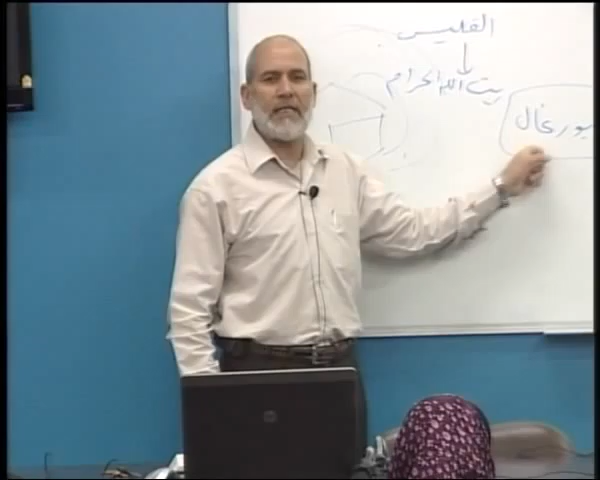 القليس
بيت الله الحرام
بورغال